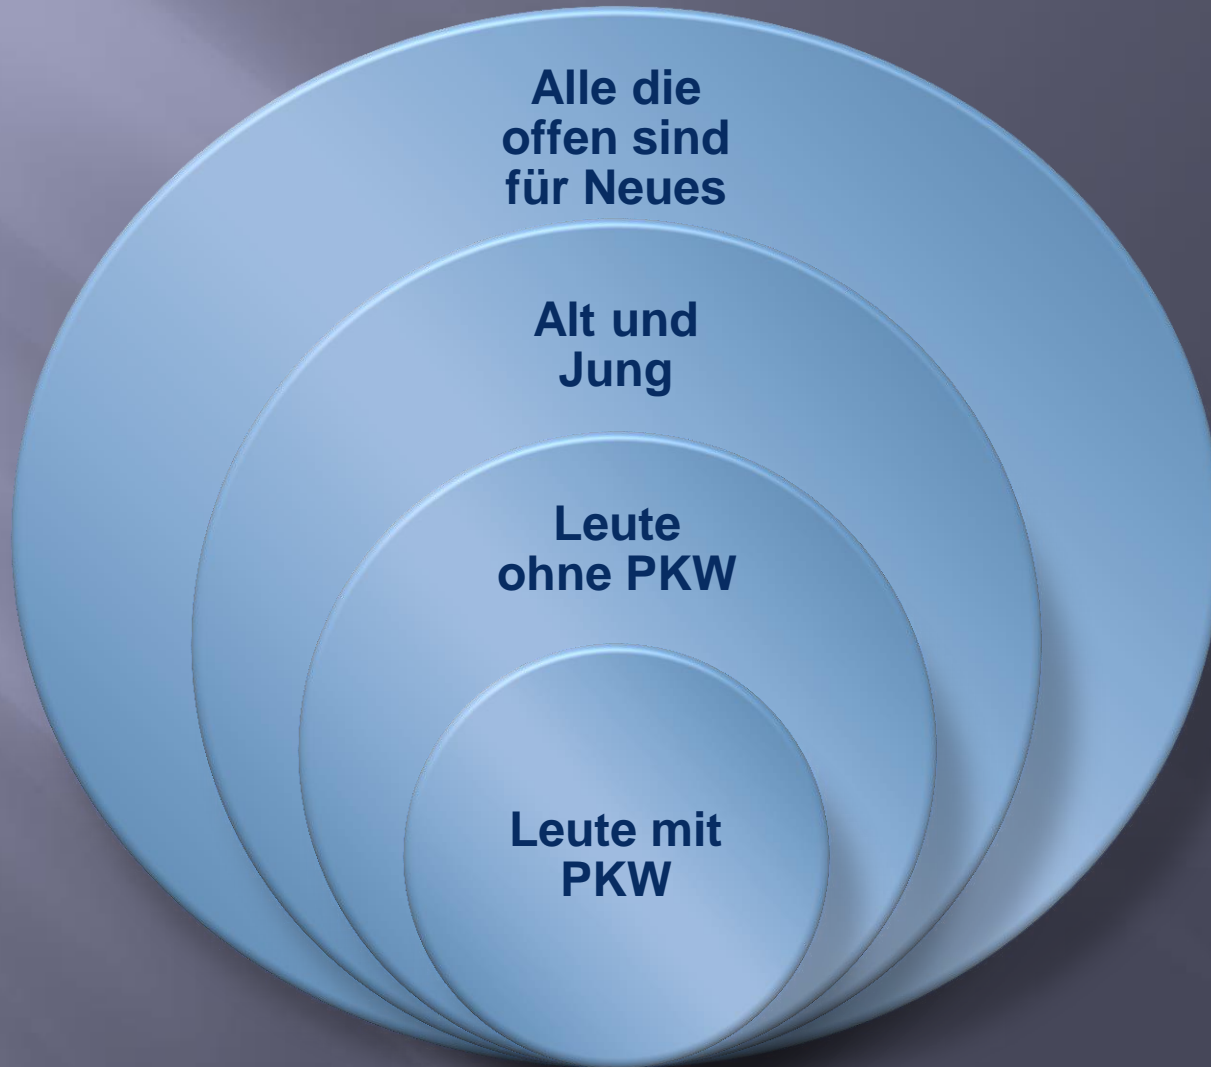 Alle die
offen sind
für Neues
Alt und
Jung
Leute
ohne PKW
Leute mit
PKW